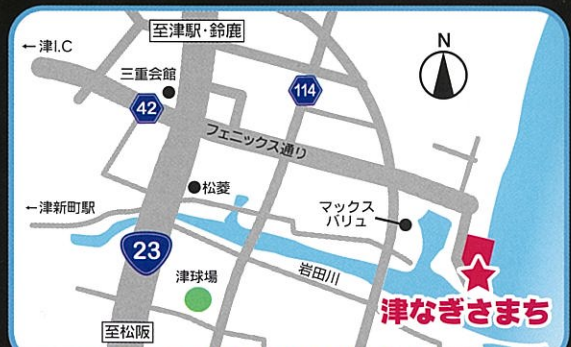 至津駅・鈴鹿
←津I.C
N
三重会館
114
42
フェニックス通り
松菱
←津新町駅
マックス
バリュ
23
津球場
岩田川
津なぎさまち
至松阪